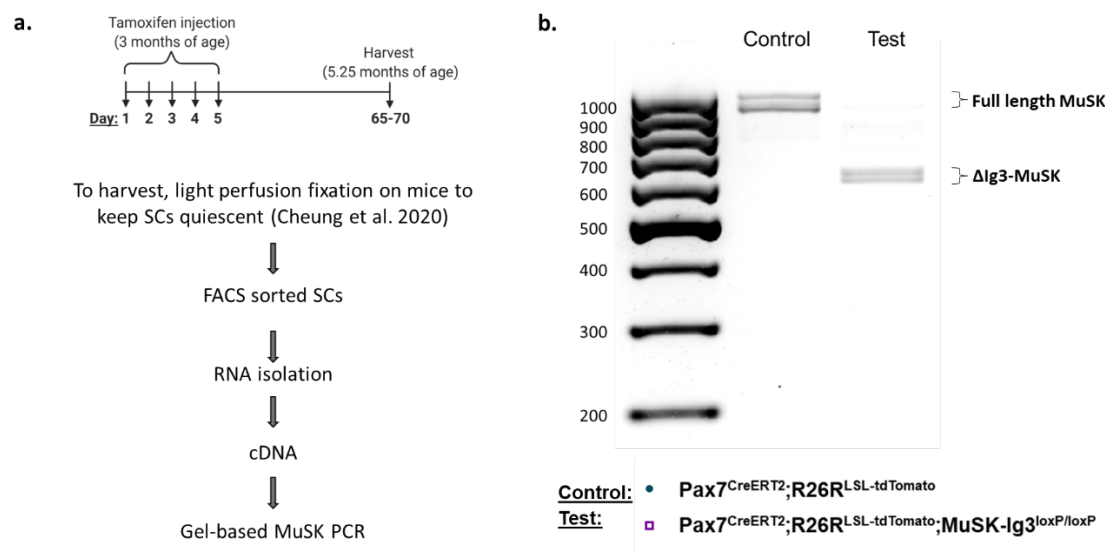 a.
Tamoxifen injection
(3 months of age)
Harvest
(5.25 months of age)
Day: 1 2 3 4 5 65-70
To harvest, light perfusion fixation on mice to
keep SCs quiescent (Cheung et al. 2020)
FACS sorted SCs
RNA isolation
cDNA
Gel-based MuSK PCR
b.
Control Test
1000
900
800
700
600
500
400
300
200
Full length MuSK
ΔIg3-MuSK
Control: Pax7CreERT2;R26RLSL-tdTomato
Test: Pax7CreERT2;R26RLSL-tdTomato;MuSK-Ig3loxP/loxP